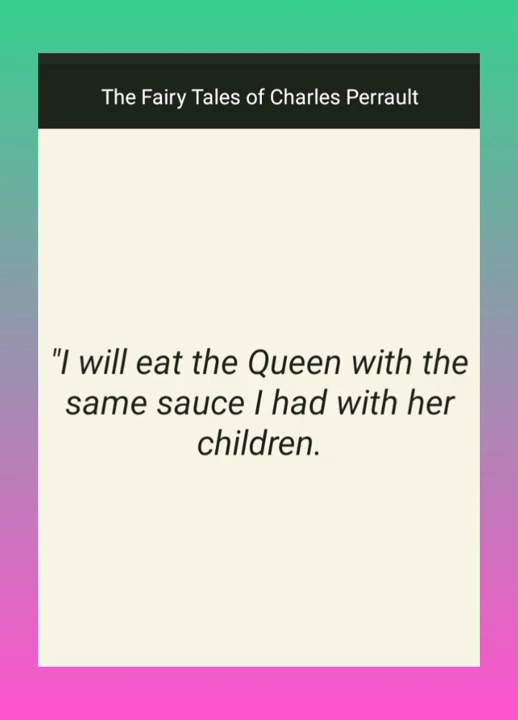 The Fairy Tales of Charles Perrault
"I will eat the Queen with the
same sauce I had with her
children.